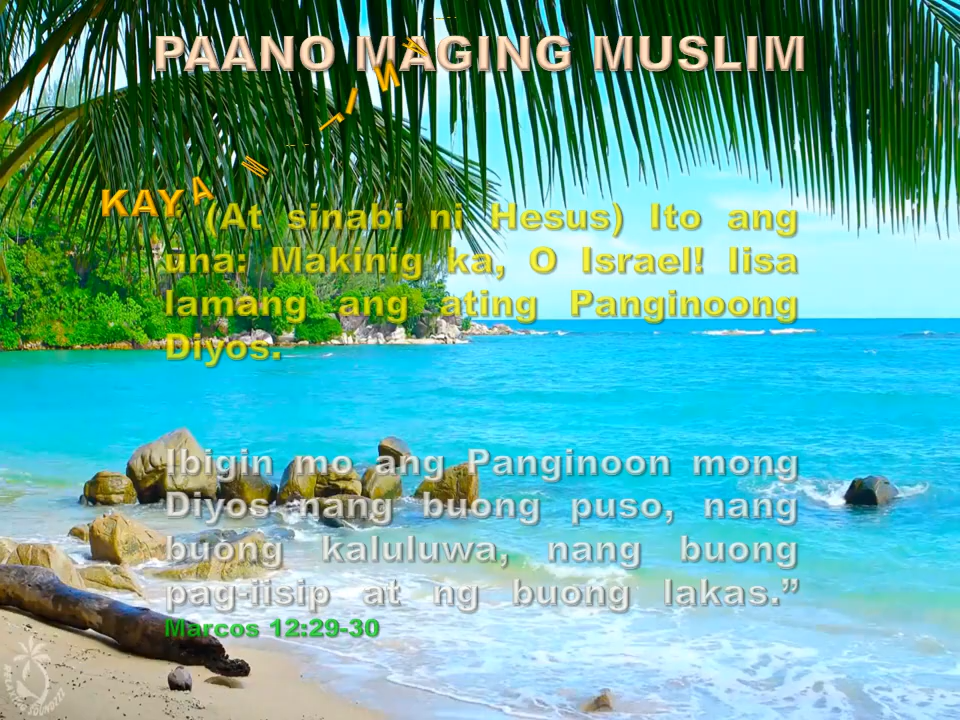 PAANO MAGING MUSLIM
KAYA
(At sinabi ni Hesus) Ito ang
una: Makinig ka, O Israel! Iisa
lamang ang ating Panginoong
Diyos.
Ibigin mo ang Panginoon mong
Diyos nang buong puso, nang
buong kaluluwa, nang buong
pag-iisip at ng buong lakas.”
Marcos 12:29-30